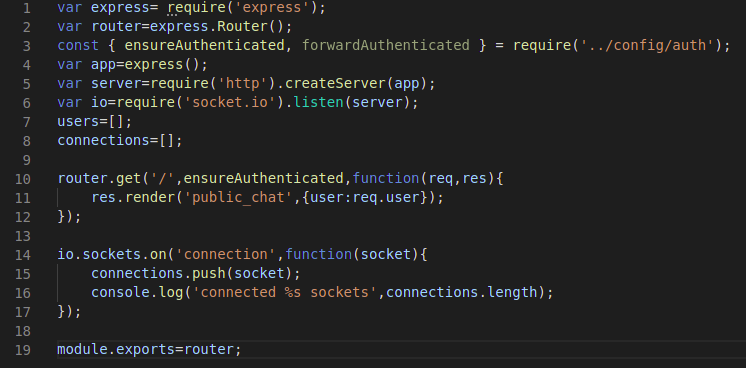 1 var express= require('express');
2 var router=express.Router();
3 const { ensureAuthenticated, forwardAuthenticated } = require('../config/auth');
4 var app=express();
5 var server=require('http').createServer(app);
6 var io=require('socket.io').listen(server);
7 users=[];
8 connections=[];
9
10 router.get('/',ensureAuthenticated,function(req,res){
11     res.render('public_chat',{user:req.user});
12 });
13
14 io.sockets.on('connection',function(socket){
15     connections.push(socket);
16     console.log('connected %s sockets',connections.length);
17 });
18
19 module.exports=router;